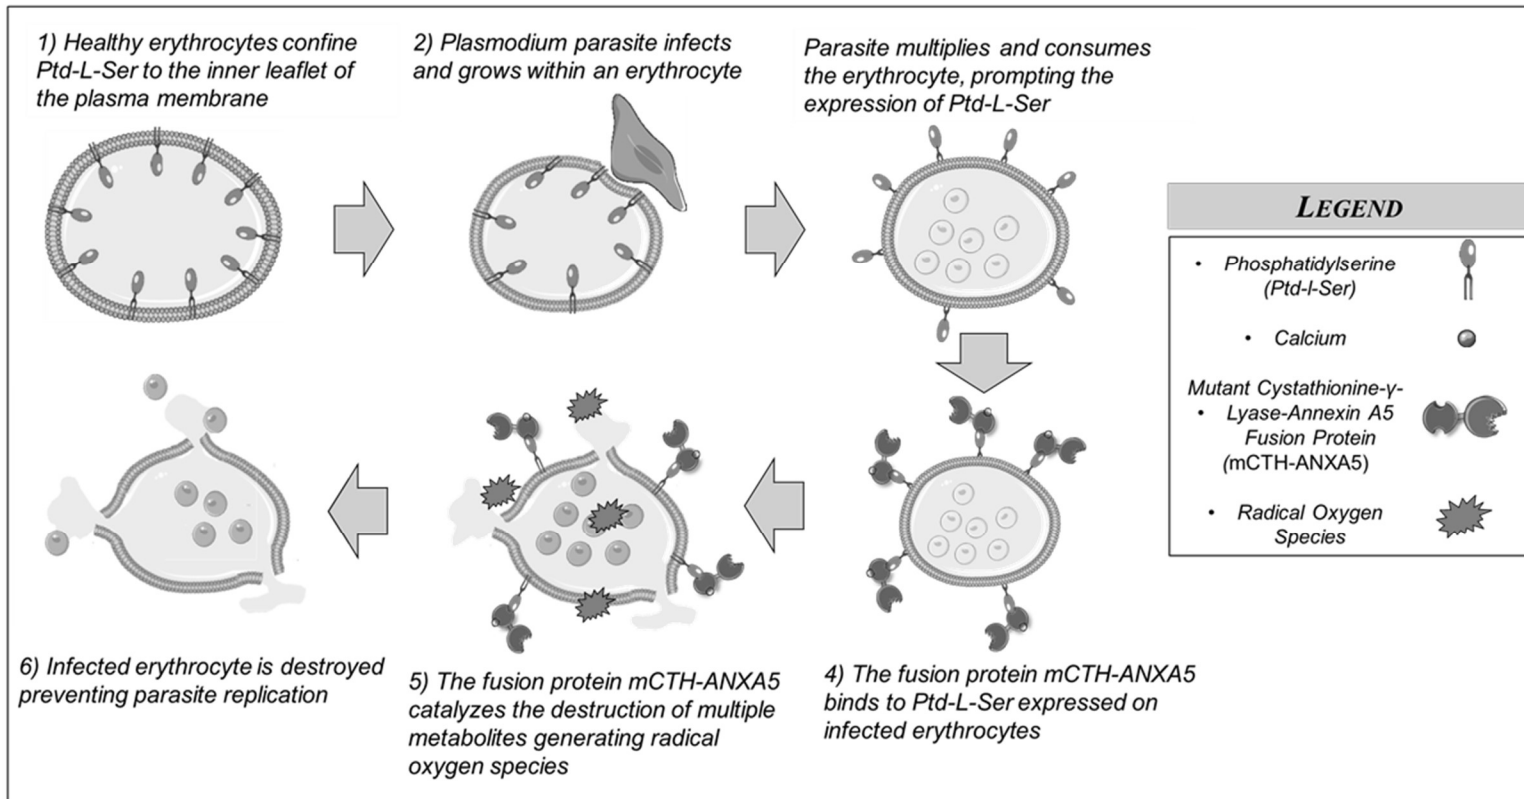 1) Healthy erythrocytes confine
Ptd-L-Ser to the inner leaflet of
the plasma membrane
2) Plasmodium parasite infects
and grows within an erythrocyte
Parasite multiplies and consumes
the erythrocyte, prompting the
expression of Ptd-L-Ser
LEGEND
• Phosphatidylserine
(Ptd-l-Ser)
• Calcium
Mutant Cystathionine-γ-
• Lyase-Annexin A5
Fusion Protein
(mCTH-ANXA5)
• Radical Oxygen
Species
4) The fusion protein mCTH-ANXA5
binds to Ptd-L-Ser expressed on
infected erythrocytes
5) The fusion protein mCTH-ANXA5
catalyzes the destruction of multiple
metabolites generating radical
oxygen species
6) Infected erythrocyte is destroyed
preventing parasite replication